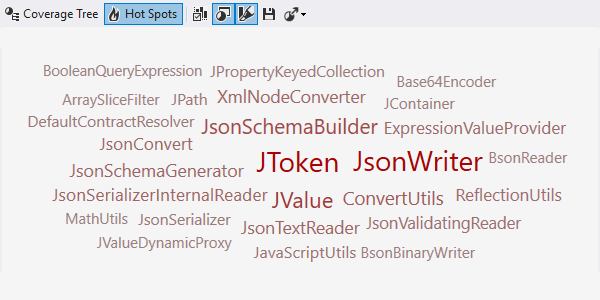 Coverage Tree Hot Spots
BooleanQueryExpression JPropertyKeyedCollection
Base64Encoder
ArraySliceFilter JPath XmlNodeConverter JContainer
DefaultContractResolver JsonSchemaBuilder ExpressionValueProvider
JsonConvert
JsonSchemaGenerator JToken JsonWriter BsonReader
JsonSerializerInternalReader JValue ConvertUtils ReflectionUtils
MathUtils JsonSerializer JsonTextReader JsonValidatingReader
JValueDynamicProxy
JavaScriptUtils BsonBinaryWriter